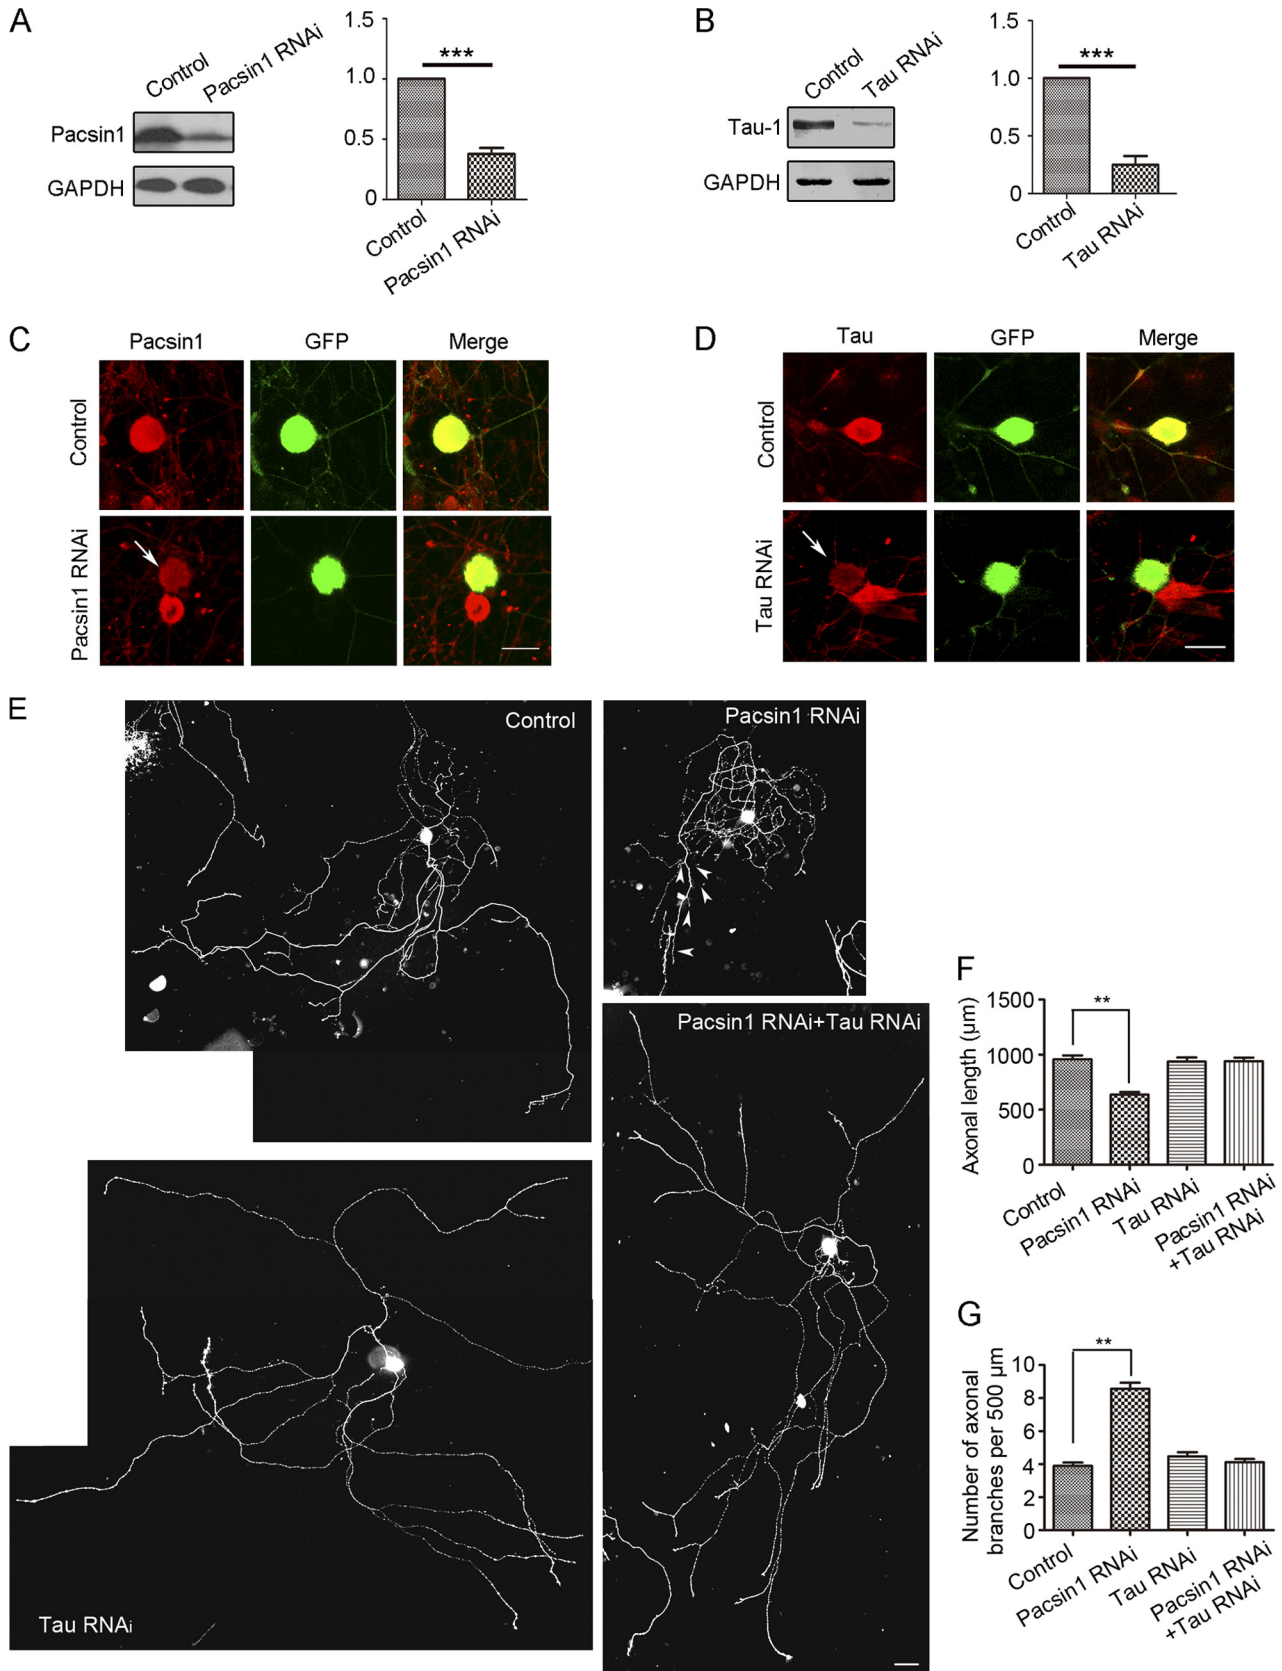 A
Control
Pacsin1 RNAi
Pacsin1
GAPDH
1.5
1.0
0.5
0
***
Control
Pacsin1 RNAi
B
Control
Tau RNAi
Tau-1
GAPDH
1.5
1.0
0.5
0
***
Control
Tau RNAi
C
Pacsin1
GFP
Merge
Control
Pacsin1 RNAi
D
Tau
GFP
Merge
Control
Tau RNAi
E
Control
Pacsin1 RNAi
Pacsin1 RNAi+Tau RNAi
Tau RNAi
F
Axonal length (µm)
1500
1000
500
0
**
Control
Pacsin1 RNAi
Tau RNAi
Pacsin1 RNAi
+Tau RNAi
G
Number of axonal
branches per 500 µm
10
8
6
4
2
0
**
Control
Pacsin1 RNAi
Tau RNAi
Pacsin1 RNAi
+Tau RNAi